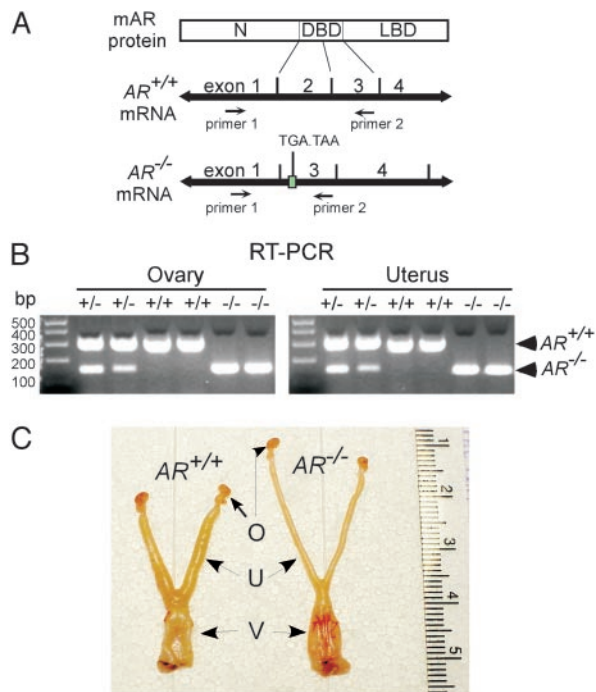 A
mAR protein
N DBD LBD
AR+/+ mRNA
exon 1 2 3 4
primer 1 primer 2
TGA.TAA
AR-/- mRNA
exon 1 3 4
primer 1 primer 2
B
RT-PCR
Ovary Uterus
bp +/- +/- +/+ +/+ -/- -/- +/- +/- +/+ +/+ -/- -/-
500
400
300 AR+/+
200 AR-/-
100
C
AR+/+ AR-/-
O
U
V
1
2
3
4
5